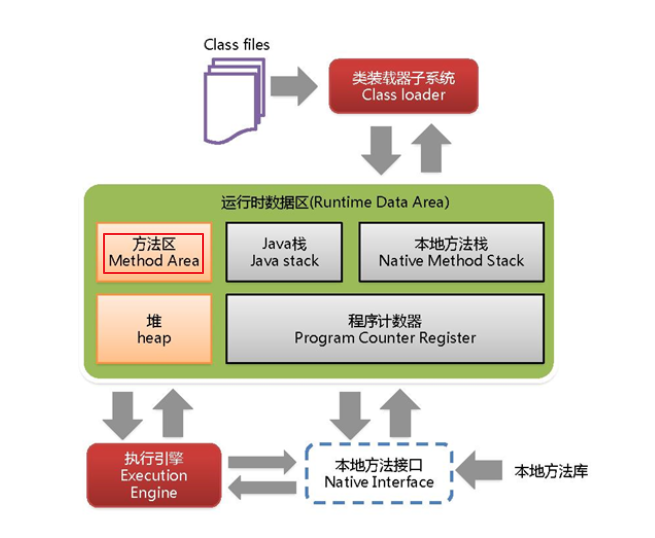 Class files
类装载器子系统
Class loader
运行时数据区(Runtime Data Area)
方法区
Method Area
Java栈
Java stack
本地方法栈
Native Method Stack
堆
heap
程序计数器
Program Counter Register
执行引擎
Execution
Engine
本地方法接口
Native Interface
本地方法库